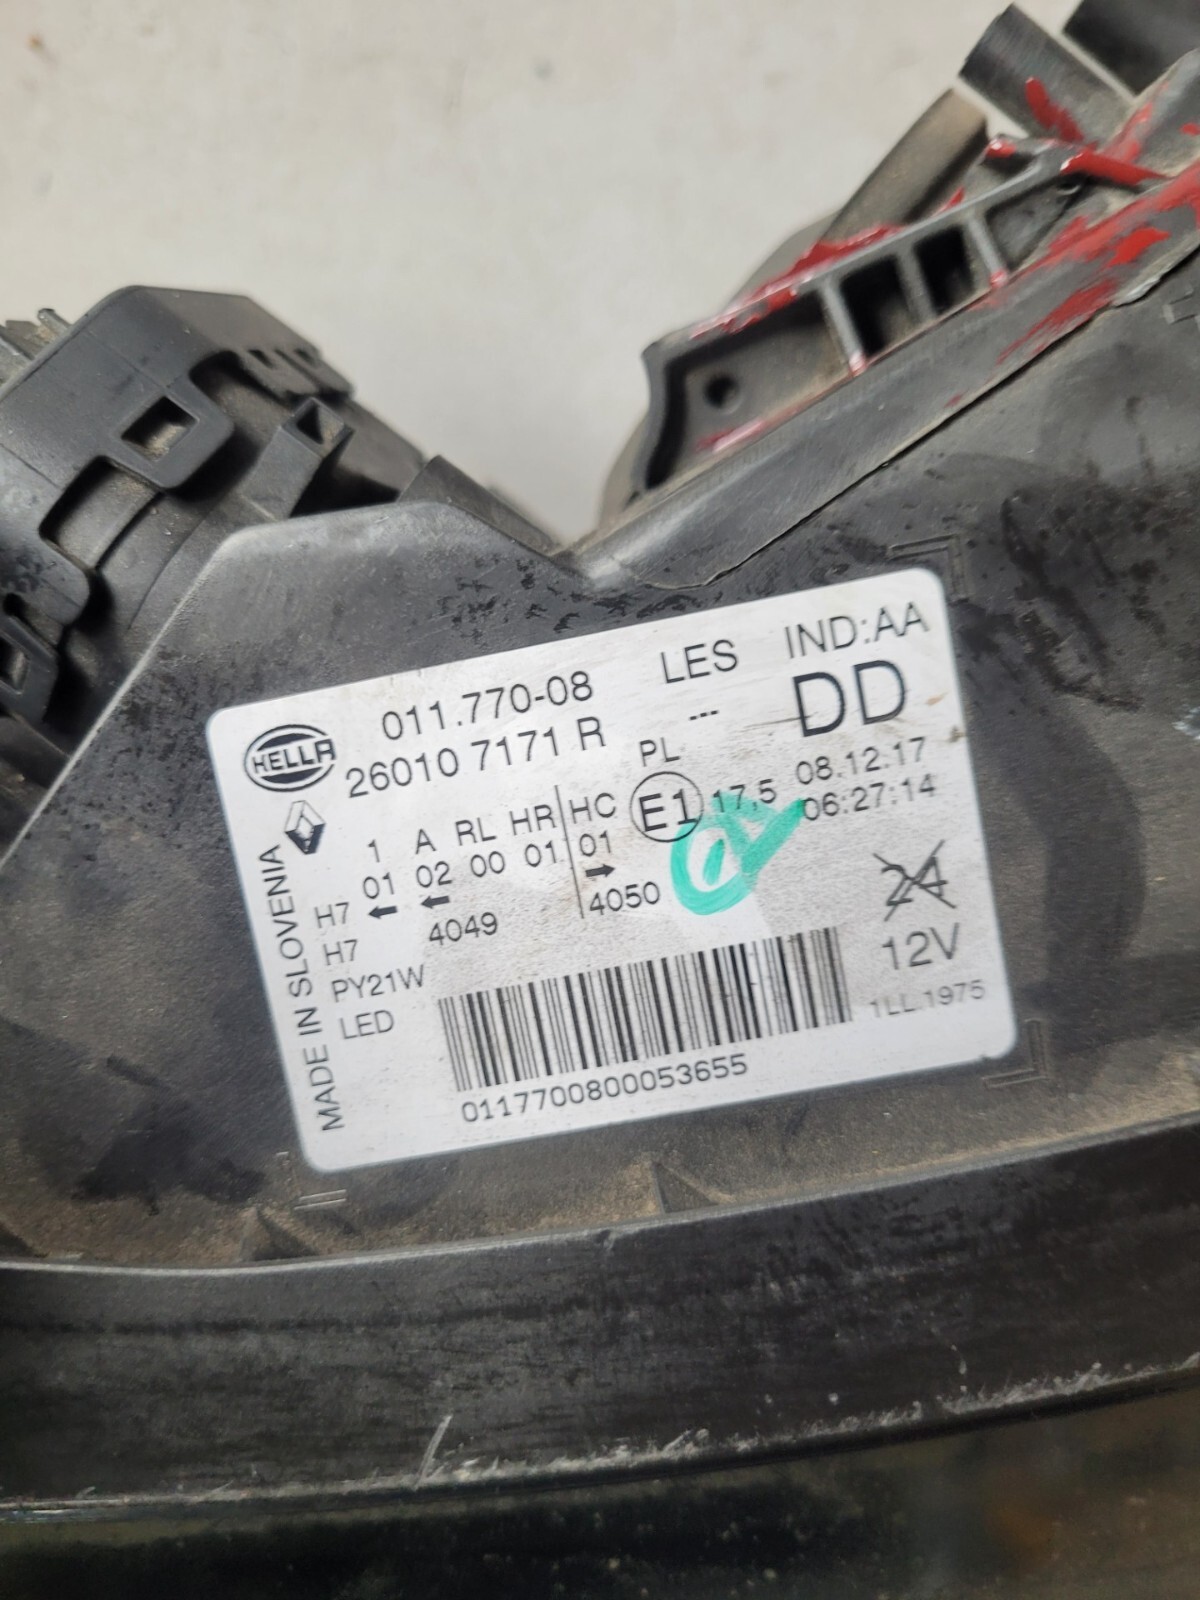 HELLA
011.770-08
LES
IND:AA
26010 7171 R
---
DD
PL
08.12.17
1 A RL HR HC
E1
17,5
06:27:14
01 02 00 01 01
H7 ← ← →
4049
4050
24
H7
12V
PY21W
LED
1LL.1975
MADE IN SLOVENIA
0117700800053655